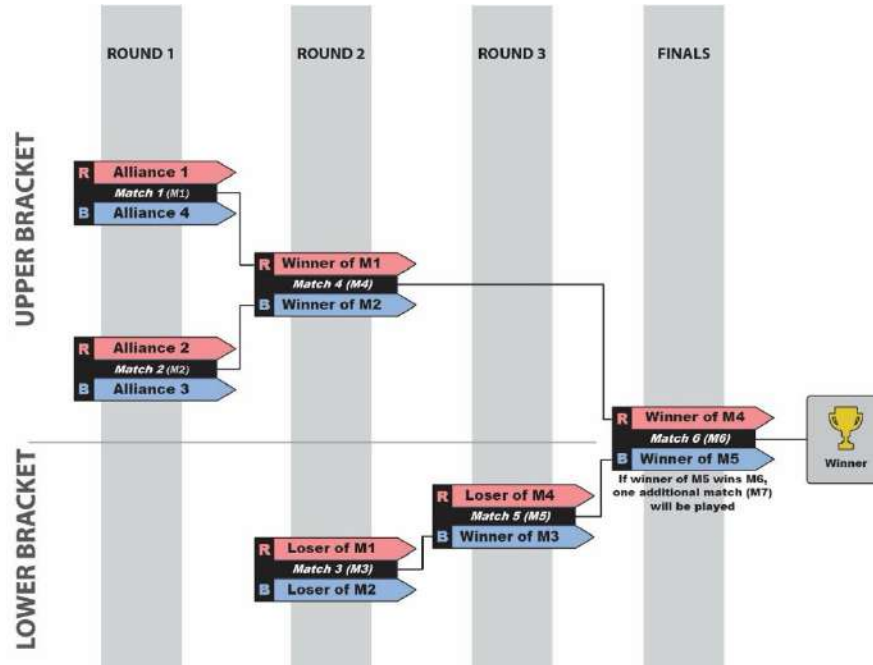 ROUND 1
ROUND 2
ROUND 3
FINALS
UPPER BRACKET
R Alliance 1
Match 1 (M1)
B Alliance 4
R Winner of M1
Match 4 (M4)
B Winner of M2
R Alliance 2
Match 2 (M2)
B Alliance 3
R Winner of M4
Match 6 (M6)
B Winner of M5
If winner of M5 wins M6,
one additional match (M7)
will be played
Winner
LOWER BRACKET
R Loser of M4
Match 5 (M5)
B Winner of M3
R Loser of M1
Match 3 (M3)
B Loser of M2